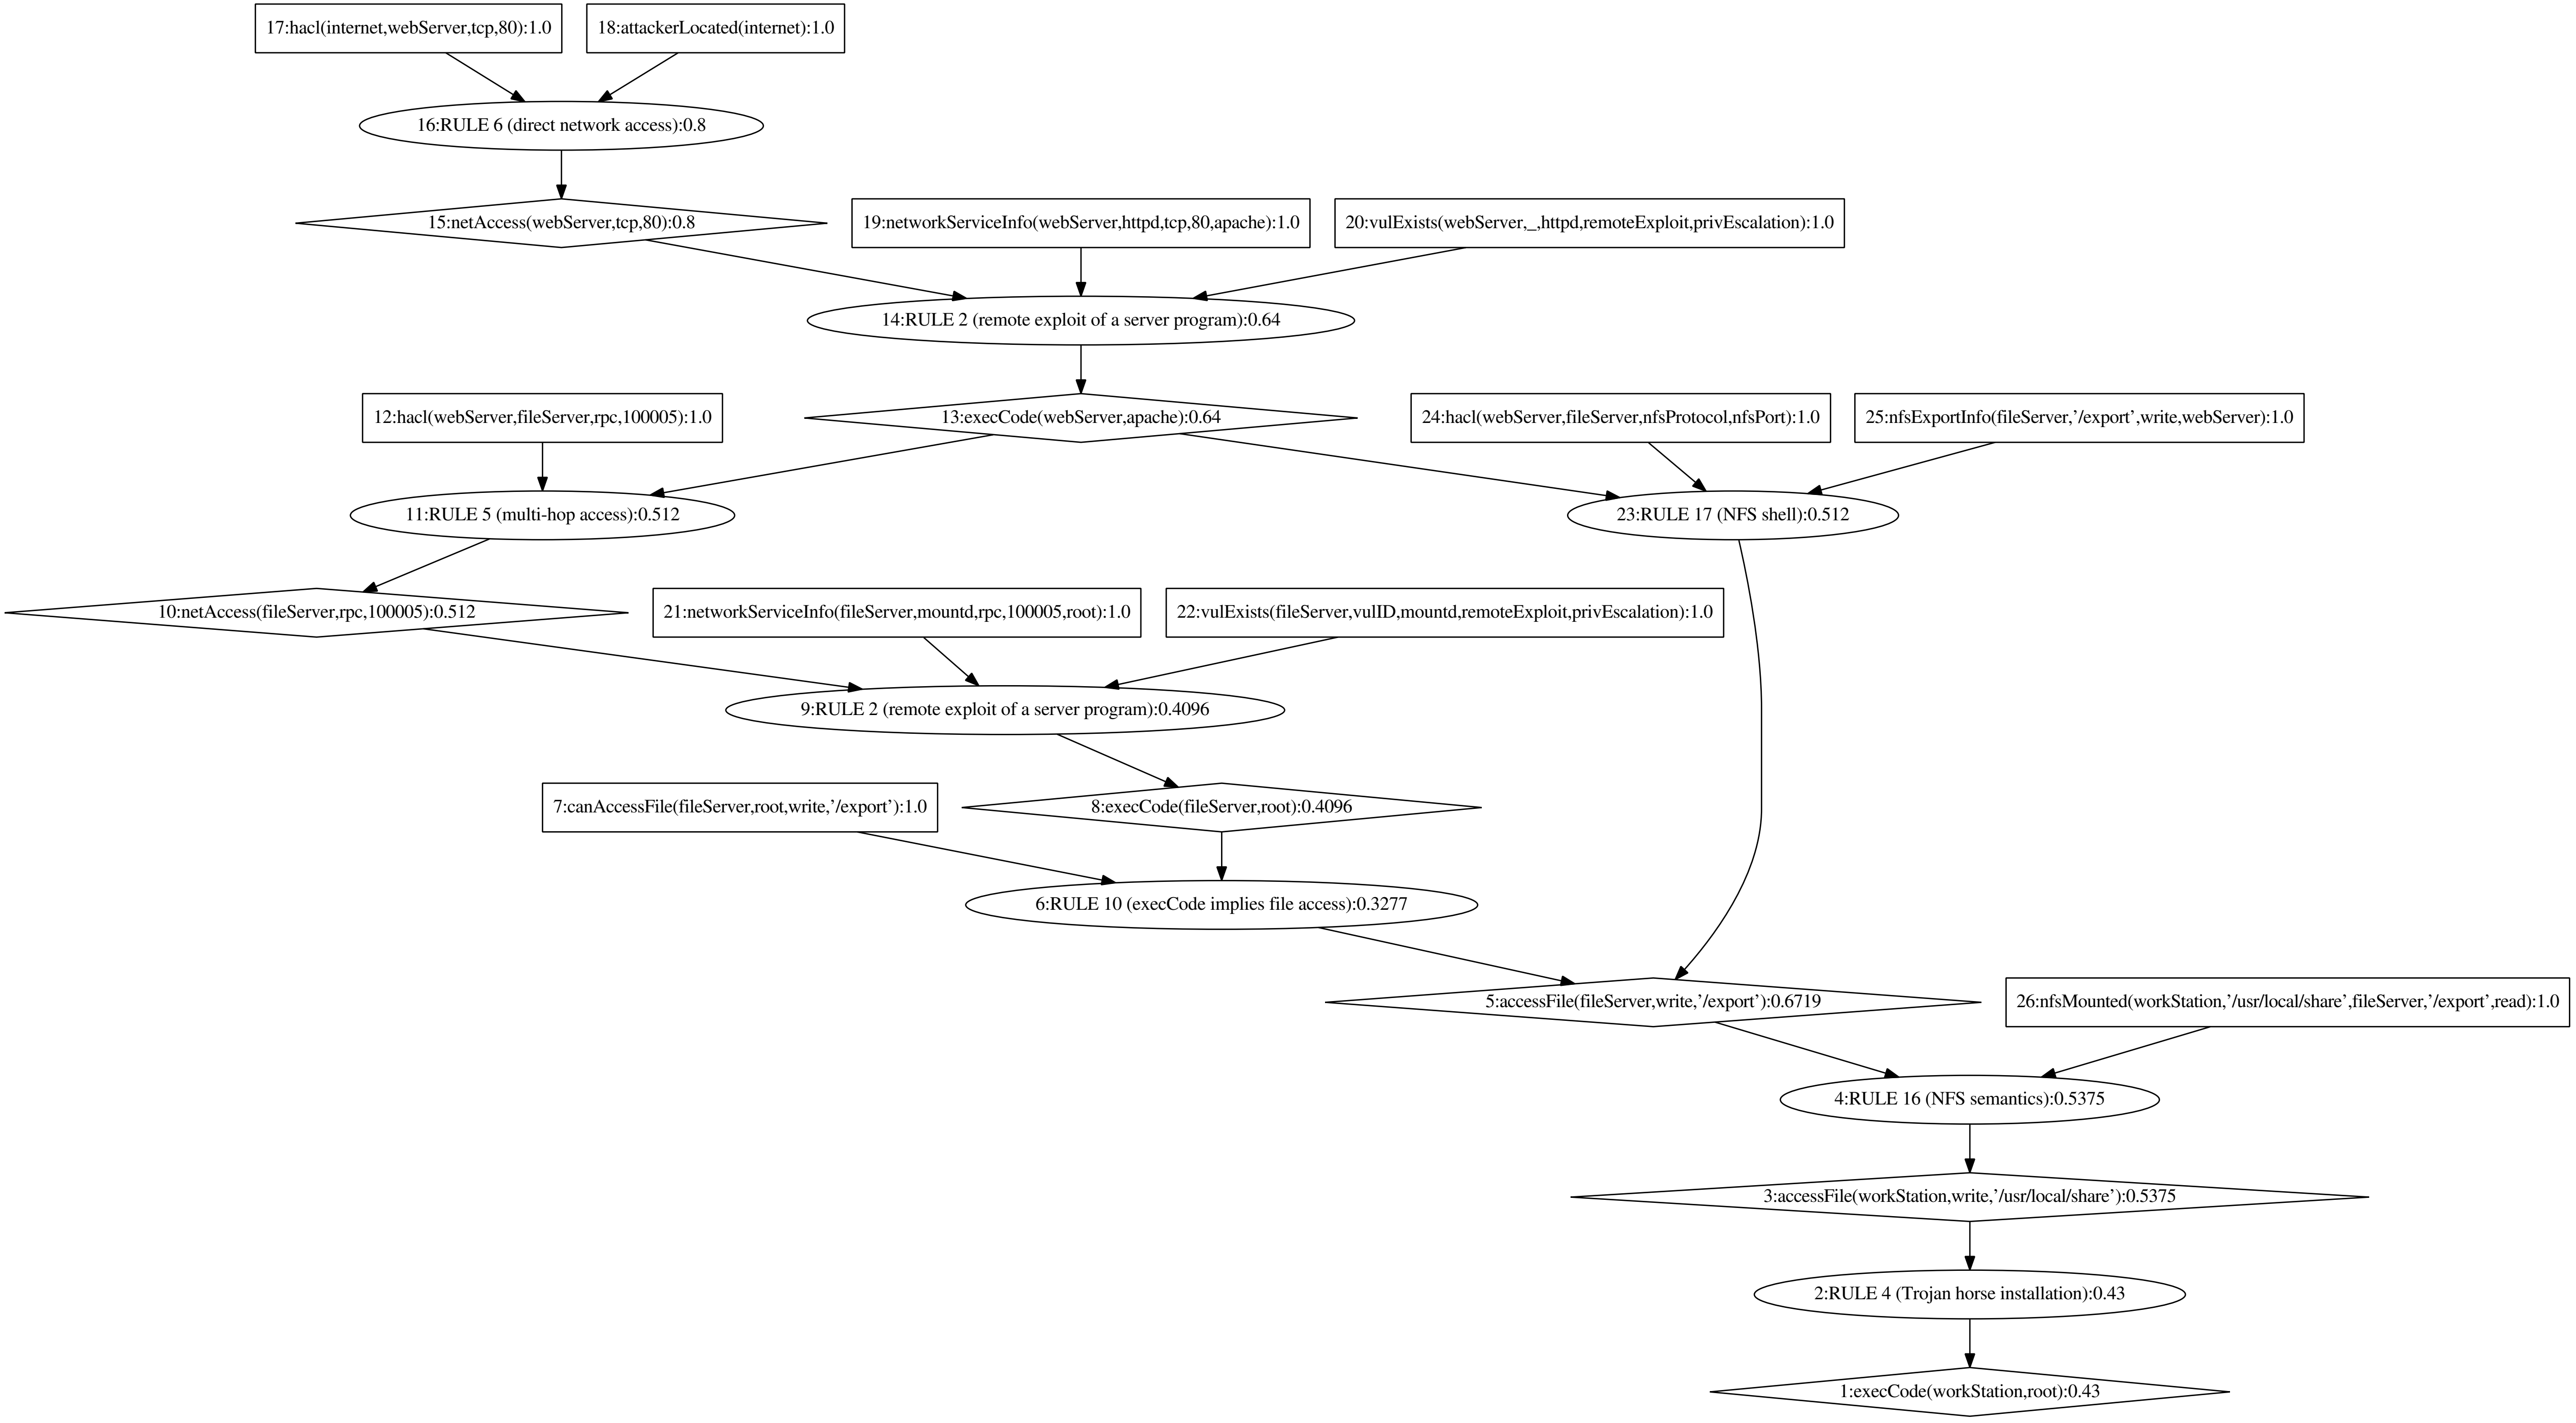 17:hacl(internet,webServer,tcp,80):1.0
18:attackerLocated(internet):1.0
16:RULE 6 (direct network access):0.8
15:netAccess(webServer,tcp,80):0.8
19:networkServiceInfo(webServer,httpd,tcp,80,apache):1.0
20:vulExists(webServer,_,httpd,remoteExploit,privEscalation):1.0
14:RULE 2 (remote exploit of a server program):0.64
12:hacl(webServer,fileServer,rpc,100005):1.0
13:execCode(webServer,apache):0.64
24:hacl(webServer,fileServer,nfsProtocol,nfsPort):1.0
25:nfsExportInfo(fileServer,’/export’,write,webServer):1.0
11:RULE 5 (multi-hop access):0.512
23:RULE 17 (NFS shell):0.512
10:netAccess(fileServer,rpc,100005):0.512
21:networkServiceInfo(fileServer,mountd,rpc,100005,root):1.0
22:vulExists(fileServer,vulID,mountd,remoteExploit,privEscalation):1.0
9:RULE 2 (remote exploit of a server program):0.4096
7:canAccessFile(fileServer,root,write,’/export’):1.0
8:execCode(fileServer,root):0.4096
6:RULE 10 (execCode implies file access):0.3277
5:accessFile(fileServer,write,’/export’):0.6719
26:nfsMounted(workStation,’/usr/local/share’,fileServer,’/export’,read):1.0
4:RULE 16 (NFS semantics):0.5375
3:accessFile(workStation,write,’/usr/local/share’):0.5375
2:RULE 4 (Trojan horse installation):0.43
1:execCode(workStation,root):0.43